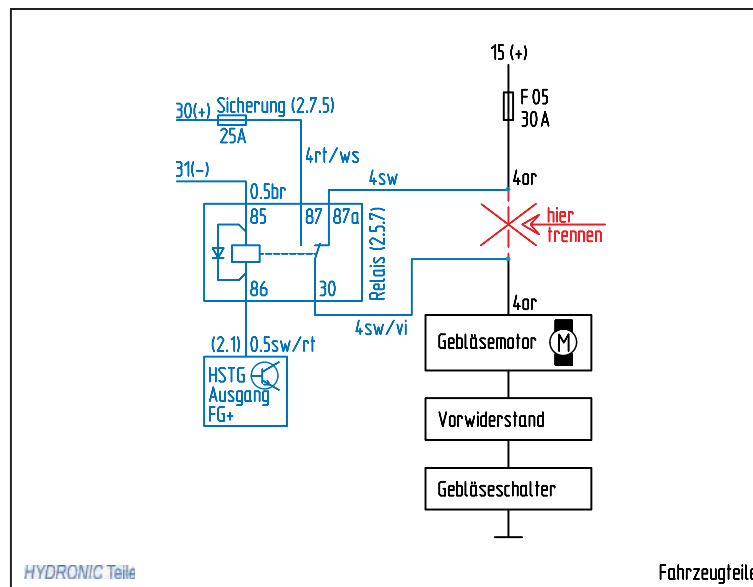 15 (+)
30(+) Sicherung (2.7.5)
25A
F 05
30 A
4rt/ws
31(-)
4sw
4or
0.5br
85 87 87a
hier
trennen
Relais (2.5.7)
86 30
4sw/vi
4or
(2.1) 0.5sw/rt
Gebläsemotor M
HSTG
Ausgang
FG+
Vorwiderstand
Gebläseschalter
HYDRONIC Teile
Fahrzeugteile